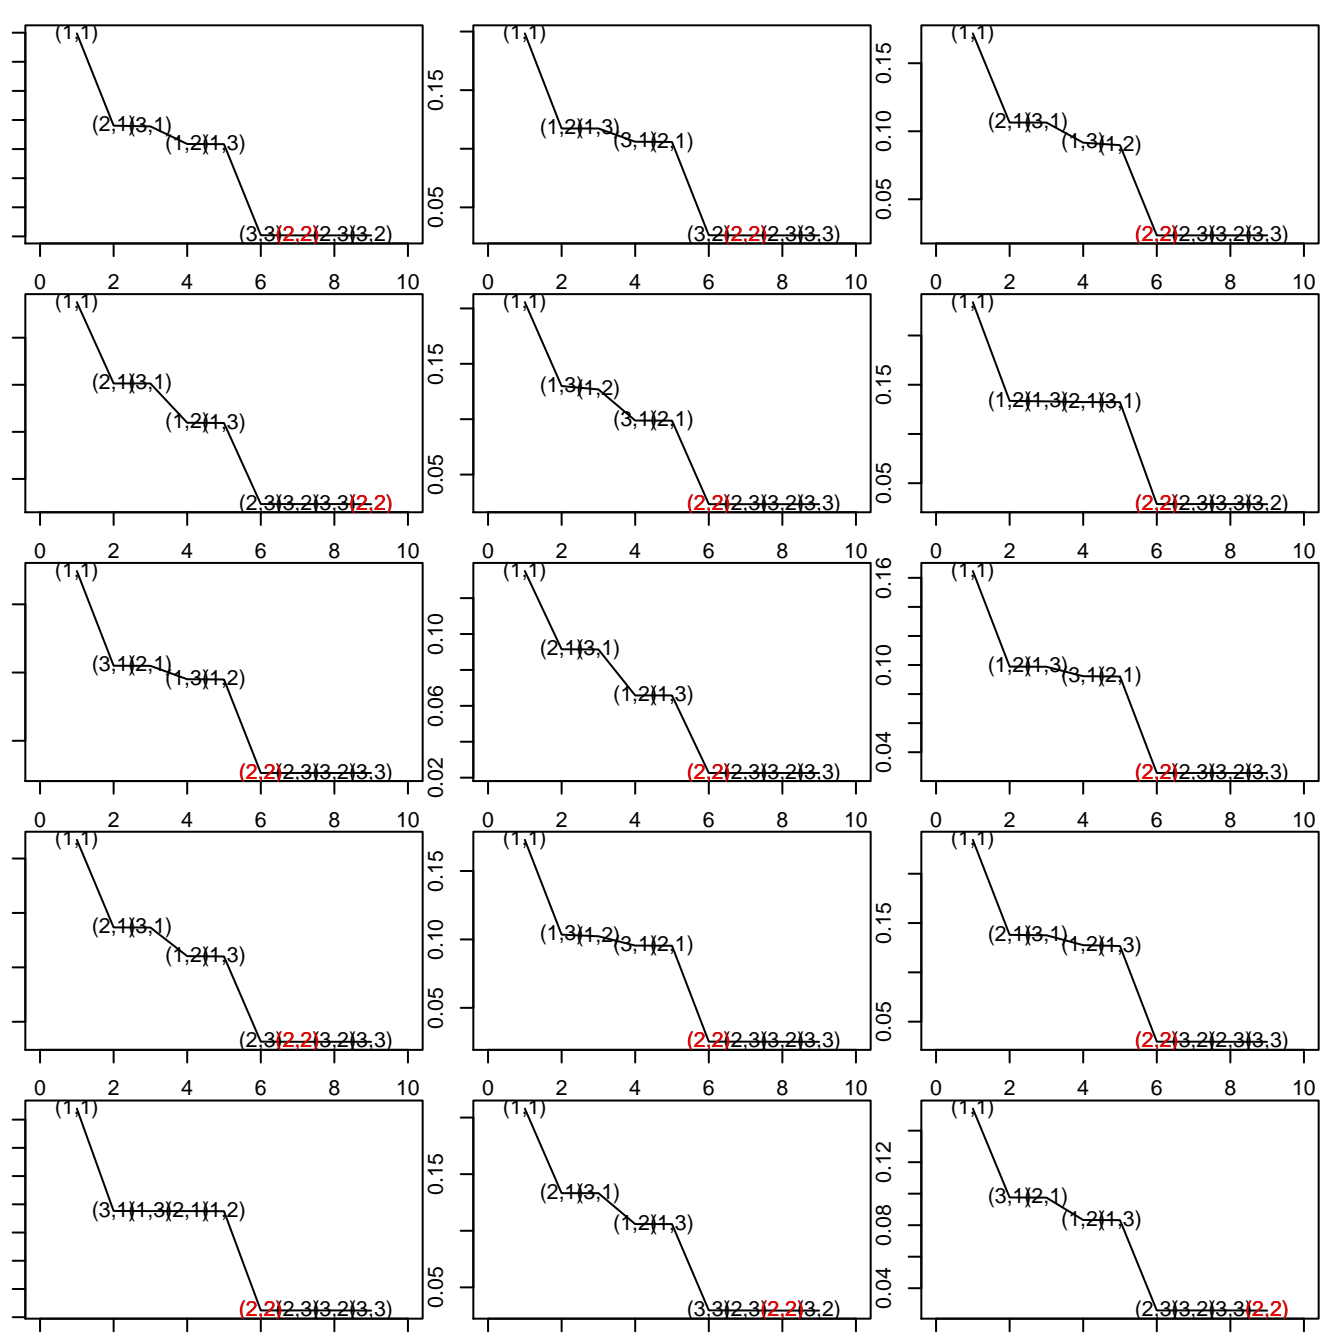 (1,1) (1,1) (1,1)
0.15 0.15
(2,1) (3,1) (1,2) (1,3) (2,1) (3,1)
0.10
(1,2) (1,3) (3,1) (2,1) (1,3) (1,2)
0.05 0.05
(3,3) (2,2) (2,3) (3,2) (3,2) (2,2) (2,3) (3,3) (2,2) (2,3) (3,2) (3,3)
0 2 4 6 8 10 0 2 4 6 8 10 0 2 4 6 8 10
(1,1) (1,1) (1,1)
0.15 0.15
(2,1) (3,1) (1,3) (1,2) (1,2) (1,3) (2,1) (3,1)
(1,2) (1,3) (3,1) (2,1)
0.05 0.05
(2,3) (3,2) (3,3) (2,2) (2,2) (2,3) (3,2) (3,3) (2,2) (2,3) (3,3) (3,2)
0 2 4 6 8 10 0 2 4 6 8 10 0 2 4 6 8 10
(1,1) (1,1) (1,1)
0.16
0.10 0.10
(3,1) (2,1) (2,1) (3,1) (1,2) (1,3)
(1,3) (1,2) (1,2) (1,3) (3,1) (2,1)
0.06 0.04
(2,2) (2,3) (3,2) (3,3) (2,2) (2,3) (3,2) (3,3) (2,2) (2,3) (3,2) (3,3)
0.02
0 2 4 6 8 10 0 2 4 6 8 10 0 2 4 6 8 10
(1,1) (1,1) (1,1)
0.15 0.15
(2,1) (3,1) (1,3) (1,2) (2,1) (3,1)
0.10
(1,2) (1,3) (3,1) (2,1) (1,2) (1,3)
0.05 0.05
(2,3) (2,2) (3,2) (3,3) (2,2) (2,3) (3,2) (3,3) (2,2) (3,2) (2,3) (3,3)
0 2 4 6 8 10 0 2 4 6 8 10 0 2 4 6 8 10
(1,1) (1,1) (1,1)
0.15 0.12
(3,1) (1,3) (2,1) (1,2) (2,1) (3,1) (3,1) (2,1)
(1,2) (1,3) (1,2) (1,3)
0.08
0.05 0.04
(2,2) (2,3) (3,2) (3,3) (3,3) (2,3) (2,2) (3,2) (2,3) (3,2) (3,3) (2,2)